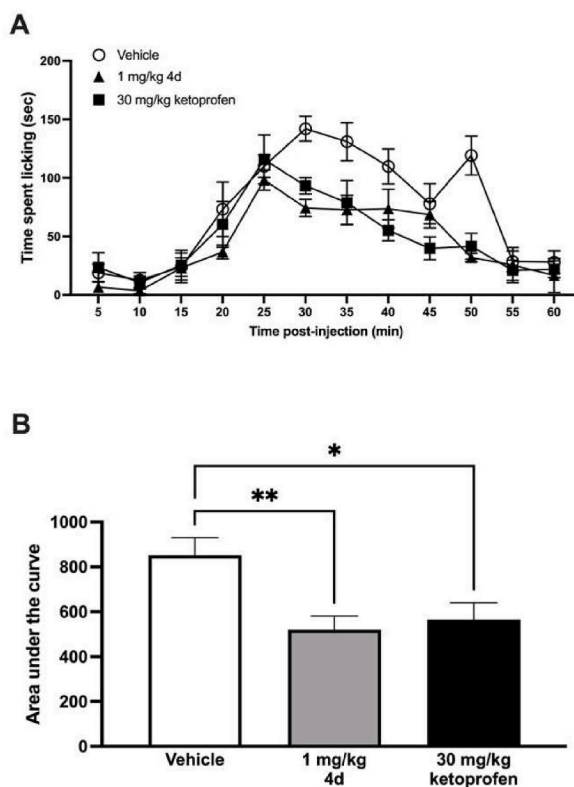 A
Vehicle
1 mg/kg 4d
30 mg/kg ketoprofen
Time spent licking (sec)
200
150
100
50
0
5 10 15 20 25 30 35 40 45 50 55 60
Time post-injection (min)
B
*
**
Area under the curve
1000
800
600
400
200
0
Vehicle 1 mg/kg 30 mg/kg
4d ketoprofen